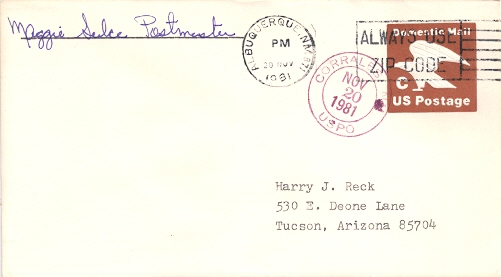 Maggie Postmaster
ALBUQUERQUE, NM
PM
20 NOV
1981
ALWAYS USE
ZIP CODE
CORRALES
NOV
20
1981
USPO
Domestic Mail
C
US Postage
Harry J. Reck
530 E. Deone Lane
Tucson, Arizona 85704